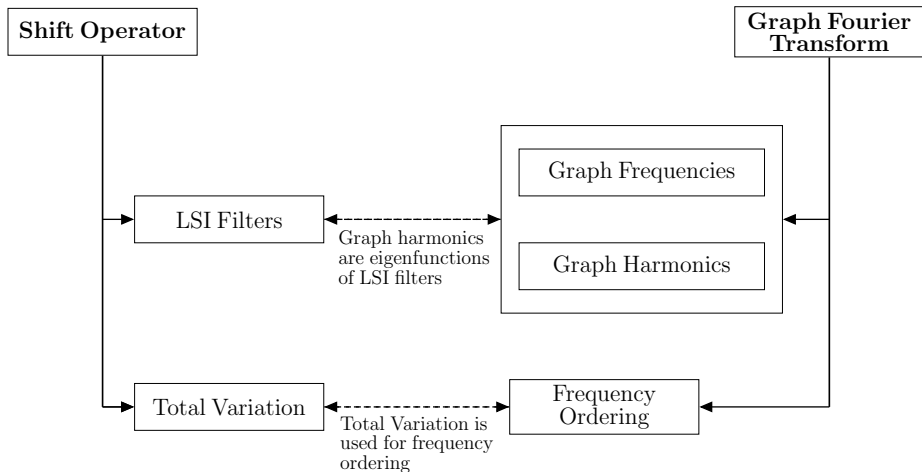 Shift Operator
Graph Fourier
Transform
Graph Frequencies
LSI Filters
Graph harmonics
are eigenfunctions
of LSI filters
Graph Harmonics
Total Variation
Total Variation is
used for frequency
ordering
Frequency
Ordering